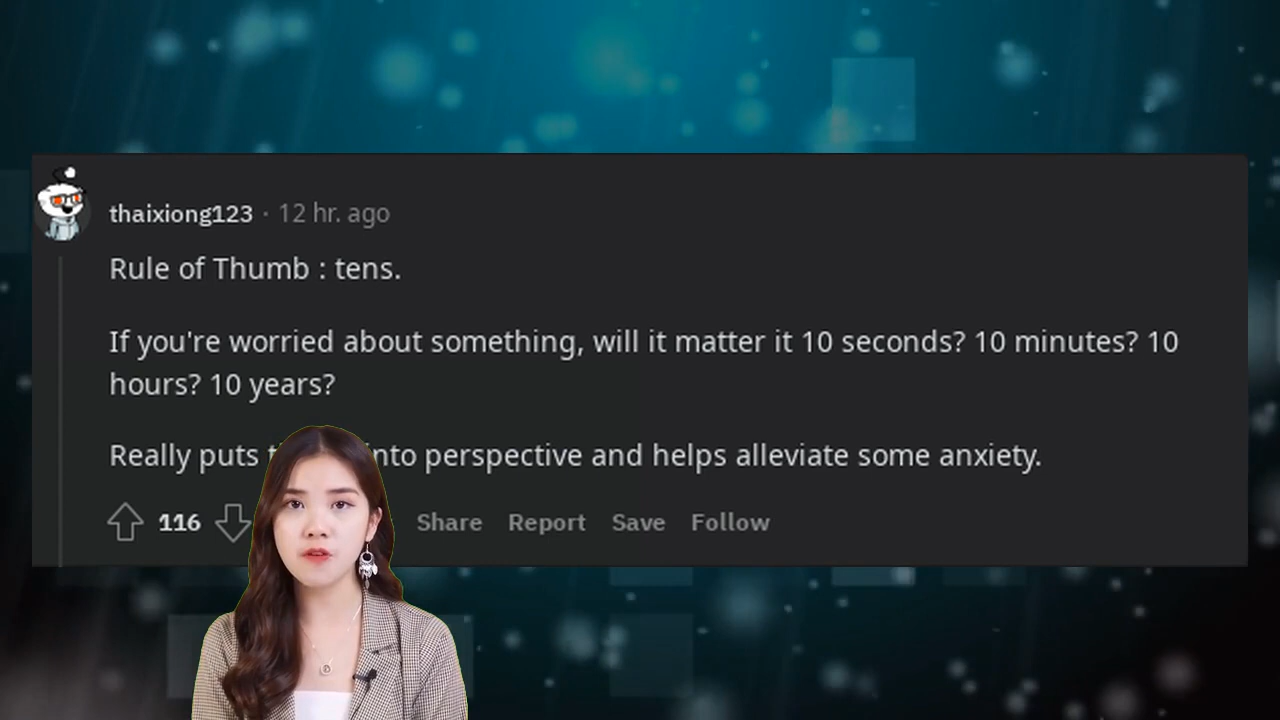 thaixiong123 · 12 hr. ago
Rule of Thumb : tens.
If you're worried about something, will it matter it 10 seconds? 10 minutes? 10
hours? 10 years?
Really puts into perspective and helps alleviate some anxiety.
116 Share Report Save Follow